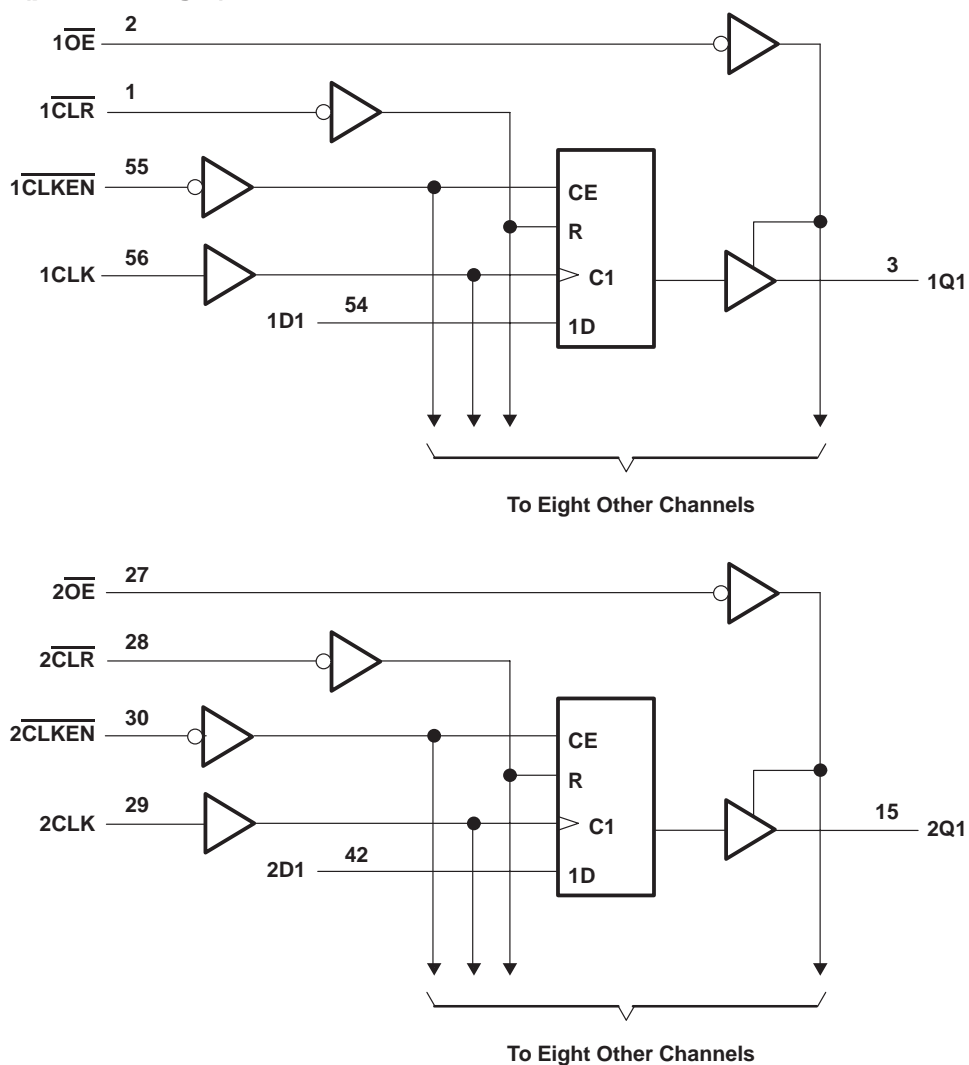 2
1OE
1
1CLR
55
1CLKEN
CE
R
56
1CLK
C1
3
1Q1
54
1D1
1D
To Eight Other Channels
27
2OE
28
2CLR
30
2CLKEN
CE
R
29
2CLK
C1
15
2Q1
42
2D1
1D
To Eight Other Channels